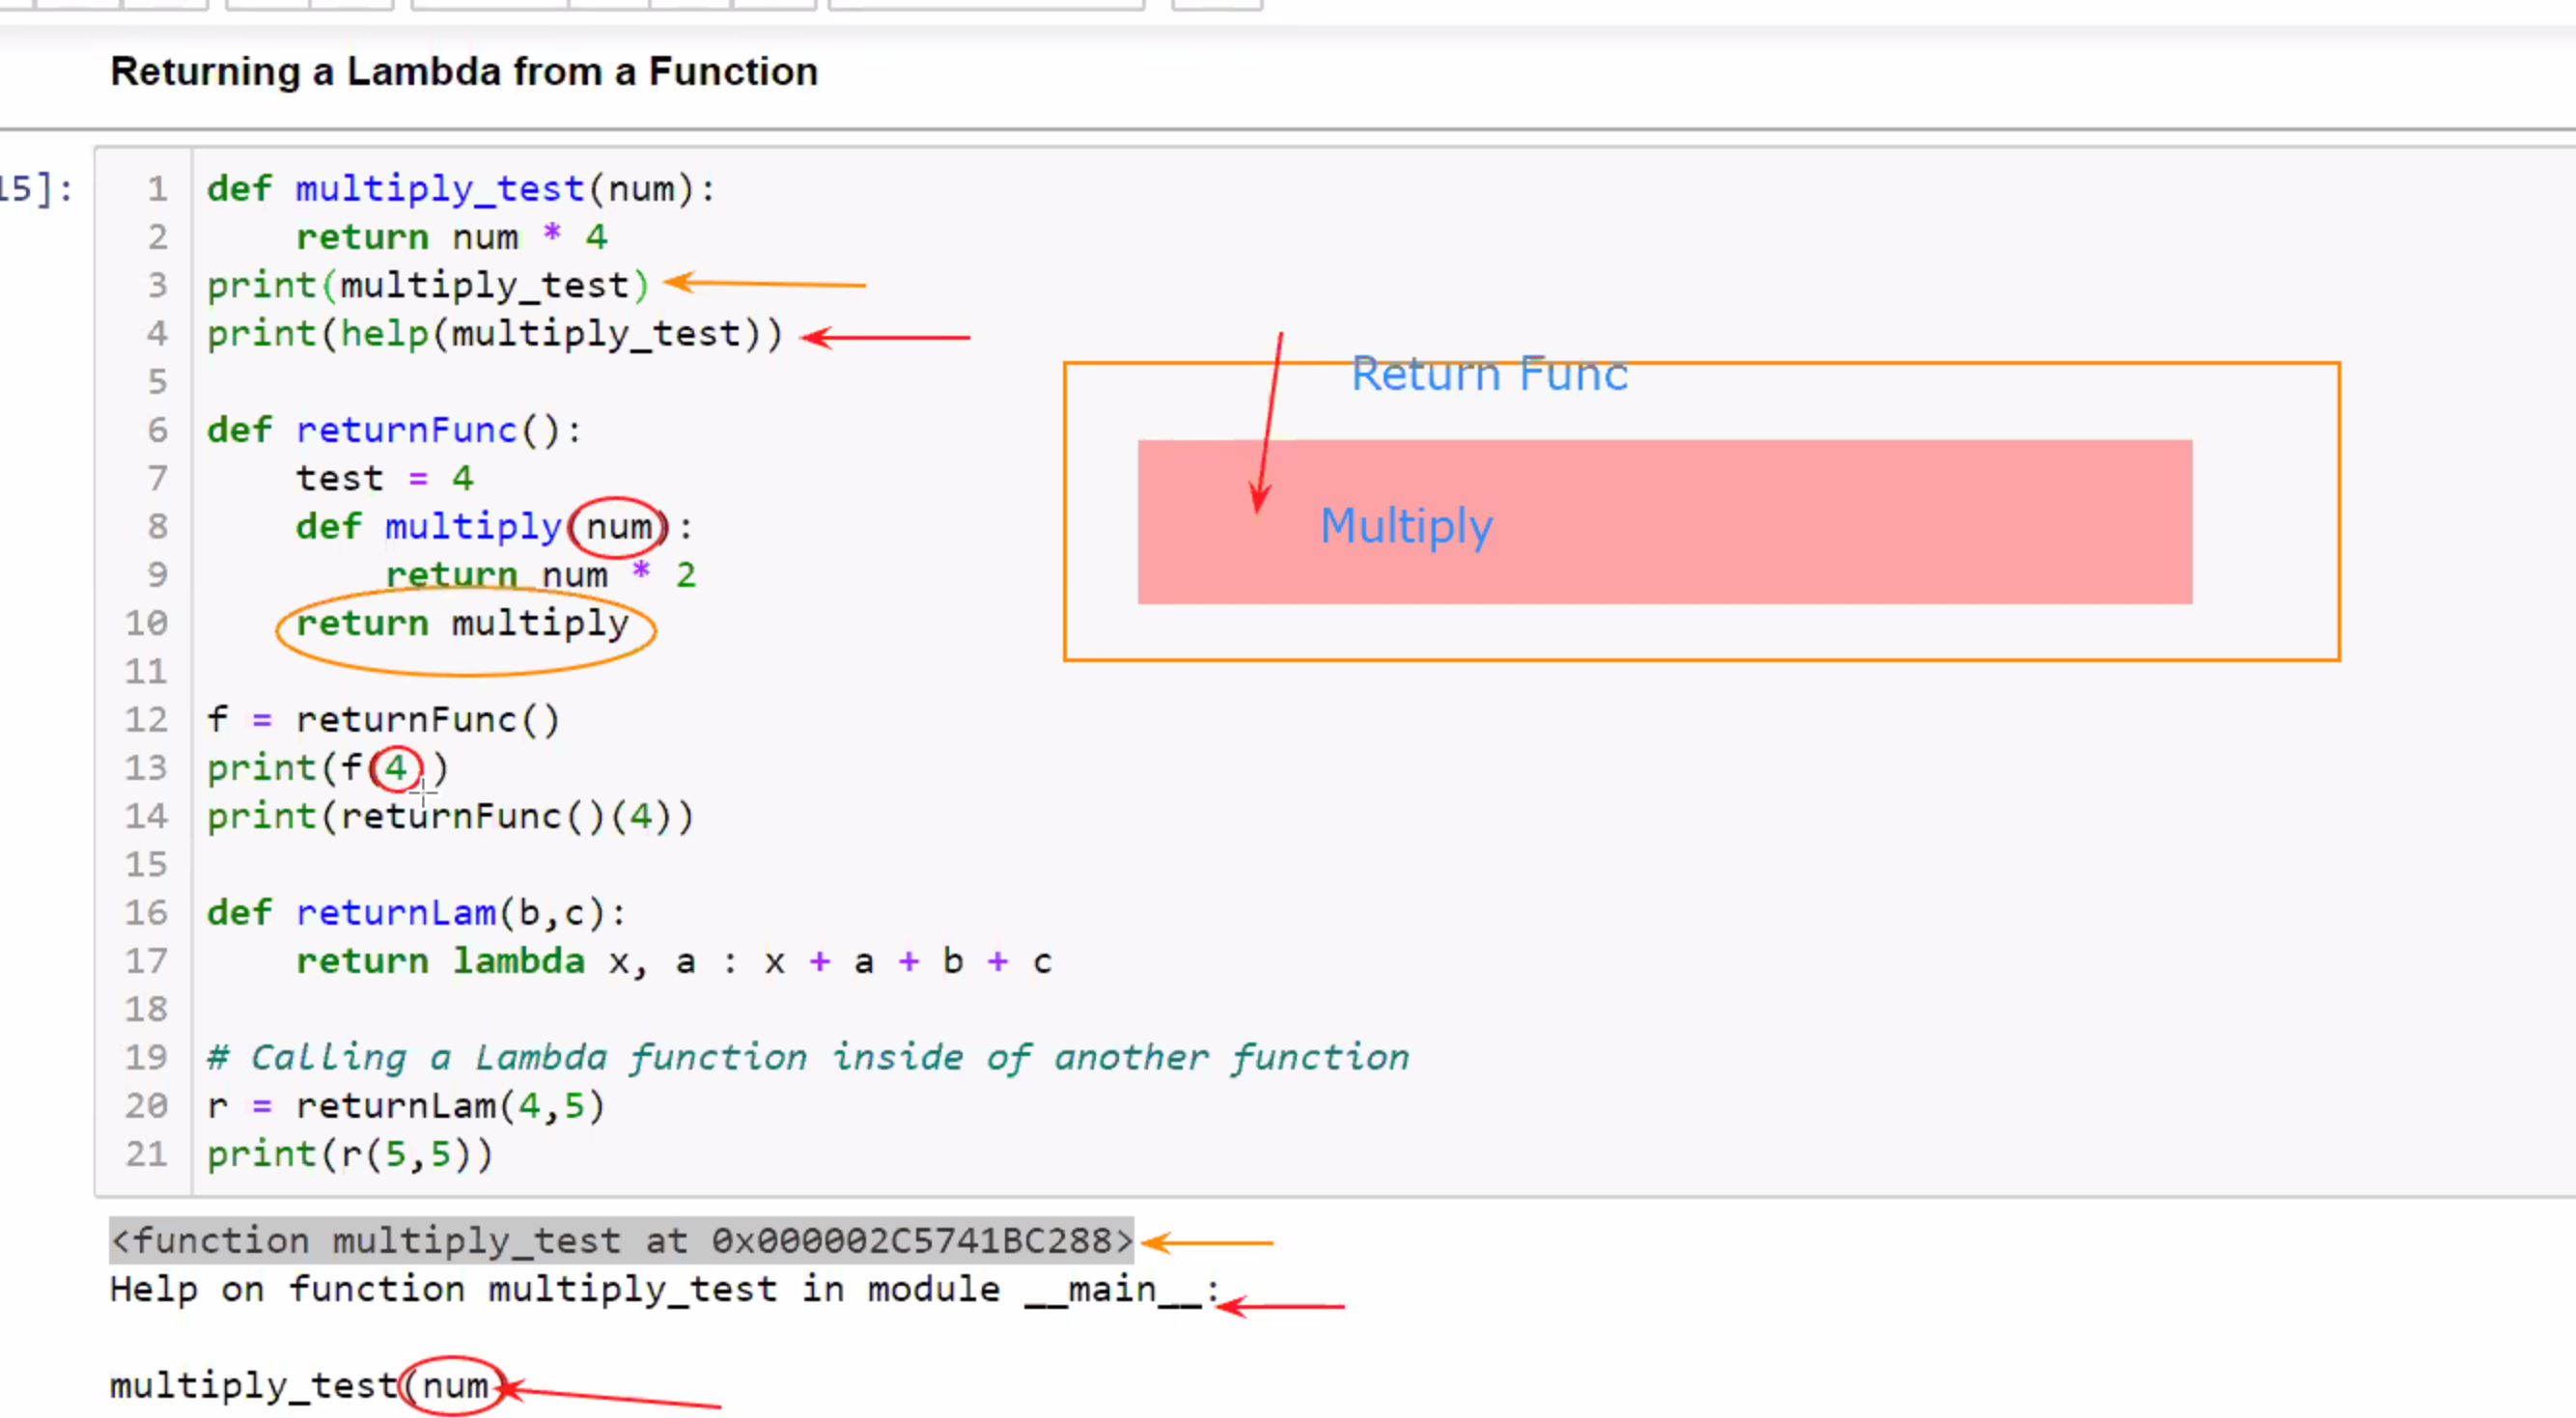 Returning a Lambda from a Function
15]:
1 def multiply_test(num):
2     return num * 4
3 print(multiply_test)
4 print(help(multiply_test))
5
6 def returnFunc():
7     test = 4
8     def multiply(num):
9         return num * 2
10     return multiply
11
12 f = returnFunc()
13 print(f(4))
14 print(returnFunc()(4))
15
16 def returnLam(b,c):
17     return lambda x, a : x + a + b + c
18
19 # Calling a Lambda function inside of another function
20 r = returnLam(4,5)
21 print(r(5,5))
Return Func
Multiply
<function multiply_test at 0x000002C5741BC288>
Help on function multiply_test in module __main__:
multiply_test(num)